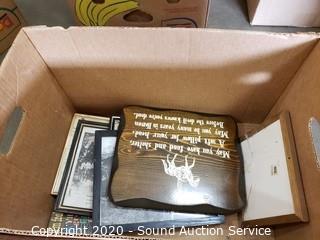 May you have food and shelter,
A soft pillow for your head.
May you be many years in Heaven
Before the devil knows you're dead.
Copyright 2020 - Sound Auction Service